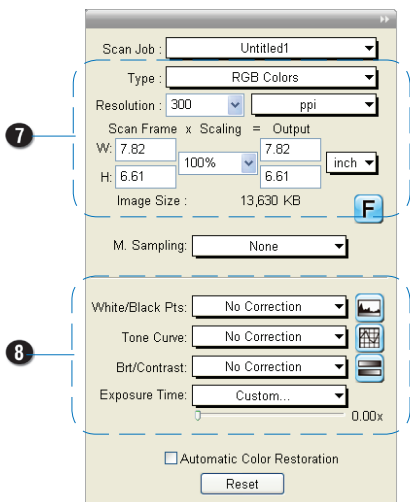 Scan Job : Untitled1
Type : RGB Colors
Resolution : 300 ppi
Scan Frame x Scaling = Output
W: 7.82 100% 7.82 inch
H: 6.61 6.61
Image Size : 13,630 KB
F
7
M. Sampling: None
White/Black Pts: No Correction
Tone Curve: No Correction
8
Brt/Contrast: No Correction
Exposure Time: Custom...
0.00x
Automatic Color Restoration
Reset